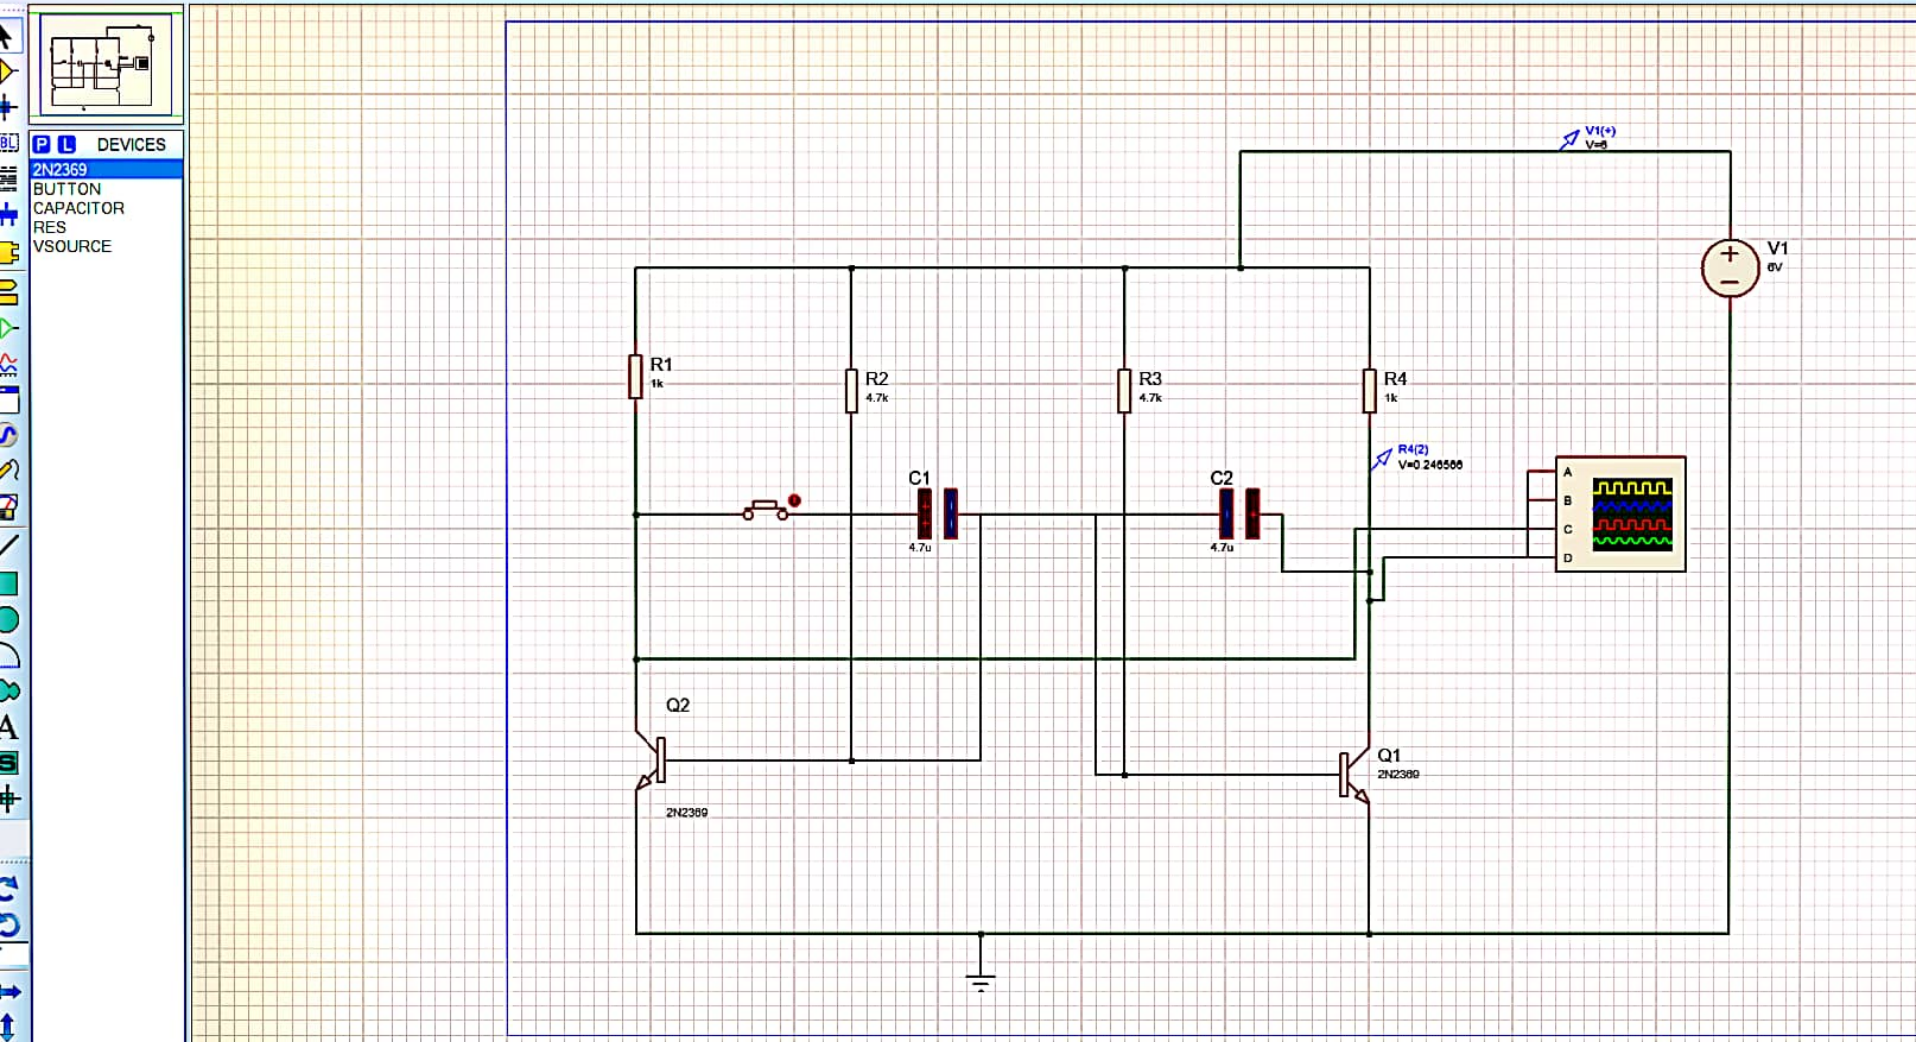 P L DEVICES
2N2369
BUTTON
CAPACITOR
RES
VSOURCE
V1(+)
V=6
V1
6V
R1
1k
R2
4.7k
R3
4.7k
R4
1k
R4(2)
V=0.246566
C1
4.7u
C2
4.7u
A
B
C
D
Q2
2N2369
Q1
2N2369
A
S